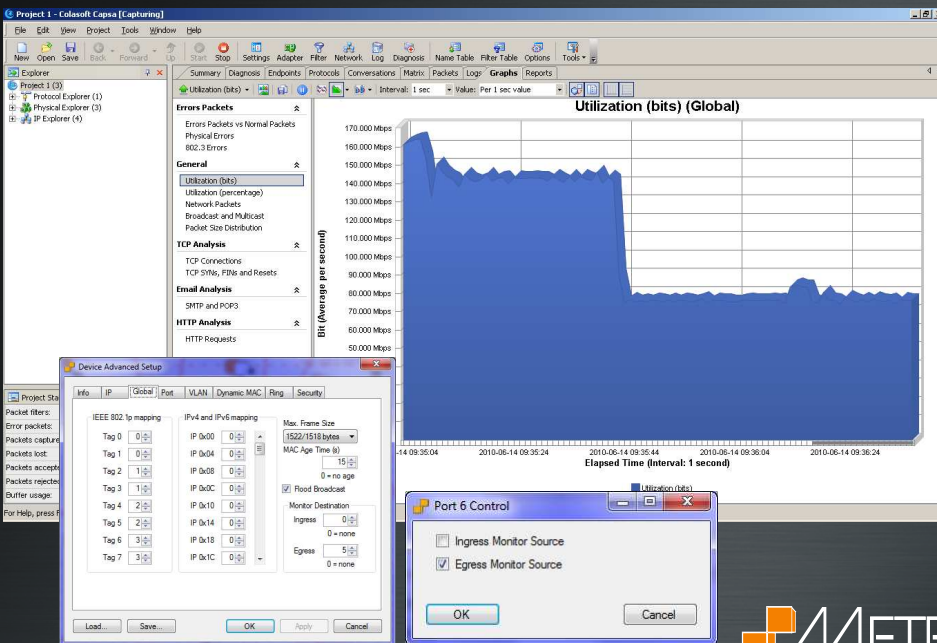 Project 1 - Colasoft Capsa [Capturing]
File Edit View Project Tools Window Help
New Open Save Back Forward Up Start Stop Settings Adapter Filter Network Log Diagnosis Name Table Filter Table Options Tools
Explorer
Project 1 (3)
Protocol Explorer (1)
Physical Explorer (3)
IP Explorer (4)
Summary Diagnosis Endpoints Protocols Conversations Matrix Packets Logs Graphs Reports
Utilization (bits) Interval: 1 sec Value: Per 1 sec value
Errors Packets
Errors Packets vs Normal Packets
Physical Errors
802.3 Errors
General
Utilization (bits)
Utilization (percentage)
Network Packets
Broadcast and Multicast
Packet Size Distribution
TCP Analysis
TCP Connections
TCP SYNs, FINs and Resets
Email Analysis
SMTP and POP3
HTTP Analysis
HTTP Requests
Utilization (bits) (Global)
170.000 Mbps
160.000 Mbps
150.000 Mbps
140.000 Mbps
130.000 Mbps
120.000 Mbps
110.000 Mbps
100.000 Mbps
90.000 Mbps
80.000 Mbps
70.000 Mbps
60.000 Mbps
50.000 Mbps
Bit (Average per second)
-14 09:35:04 2010-06-14 09:35:24 2010-06-14 09:35:44 2010-06-14 09:36:04 2010-06-14 09:36:24
Elapsed Time (Interval: 1 second)
Utilization (bits)
Project Sta
Packet filters:
Error packets:
Packets capture
Packets lost:
Packets accepte
Packets rejected
Buffer usage:
For Help, press F
Device Advanced Setup
Info IP Global Port VLAN Dynamic MAC Ring Security
IEEE 802.1p mapping
Tag 0 0
Tag 1 0
Tag 2 1
Tag 3 1
Tag 4 2
Tag 5 2
Tag 6 3
Tag 7 3
IPv4 and IPv6 mapping
IP 0x00 0
IP 0x04 0
IP 0x08 0
IP 0x0C 0
IP 0x10 0
IP 0x14 0
IP 0x18 0
IP 0x1C 0
Max. Frame Size
1522/1518 bytes
MAC Age Time (s)
15
0 = no age
Flood Broadcast
Monitor Destination
Ingress 0
0 = none
Egress 5
0 = none
Load... Save... OK Apply Cancel
Port 6 Control
Ingress Monitor Source
Egress Monitor Source
OK Cancel